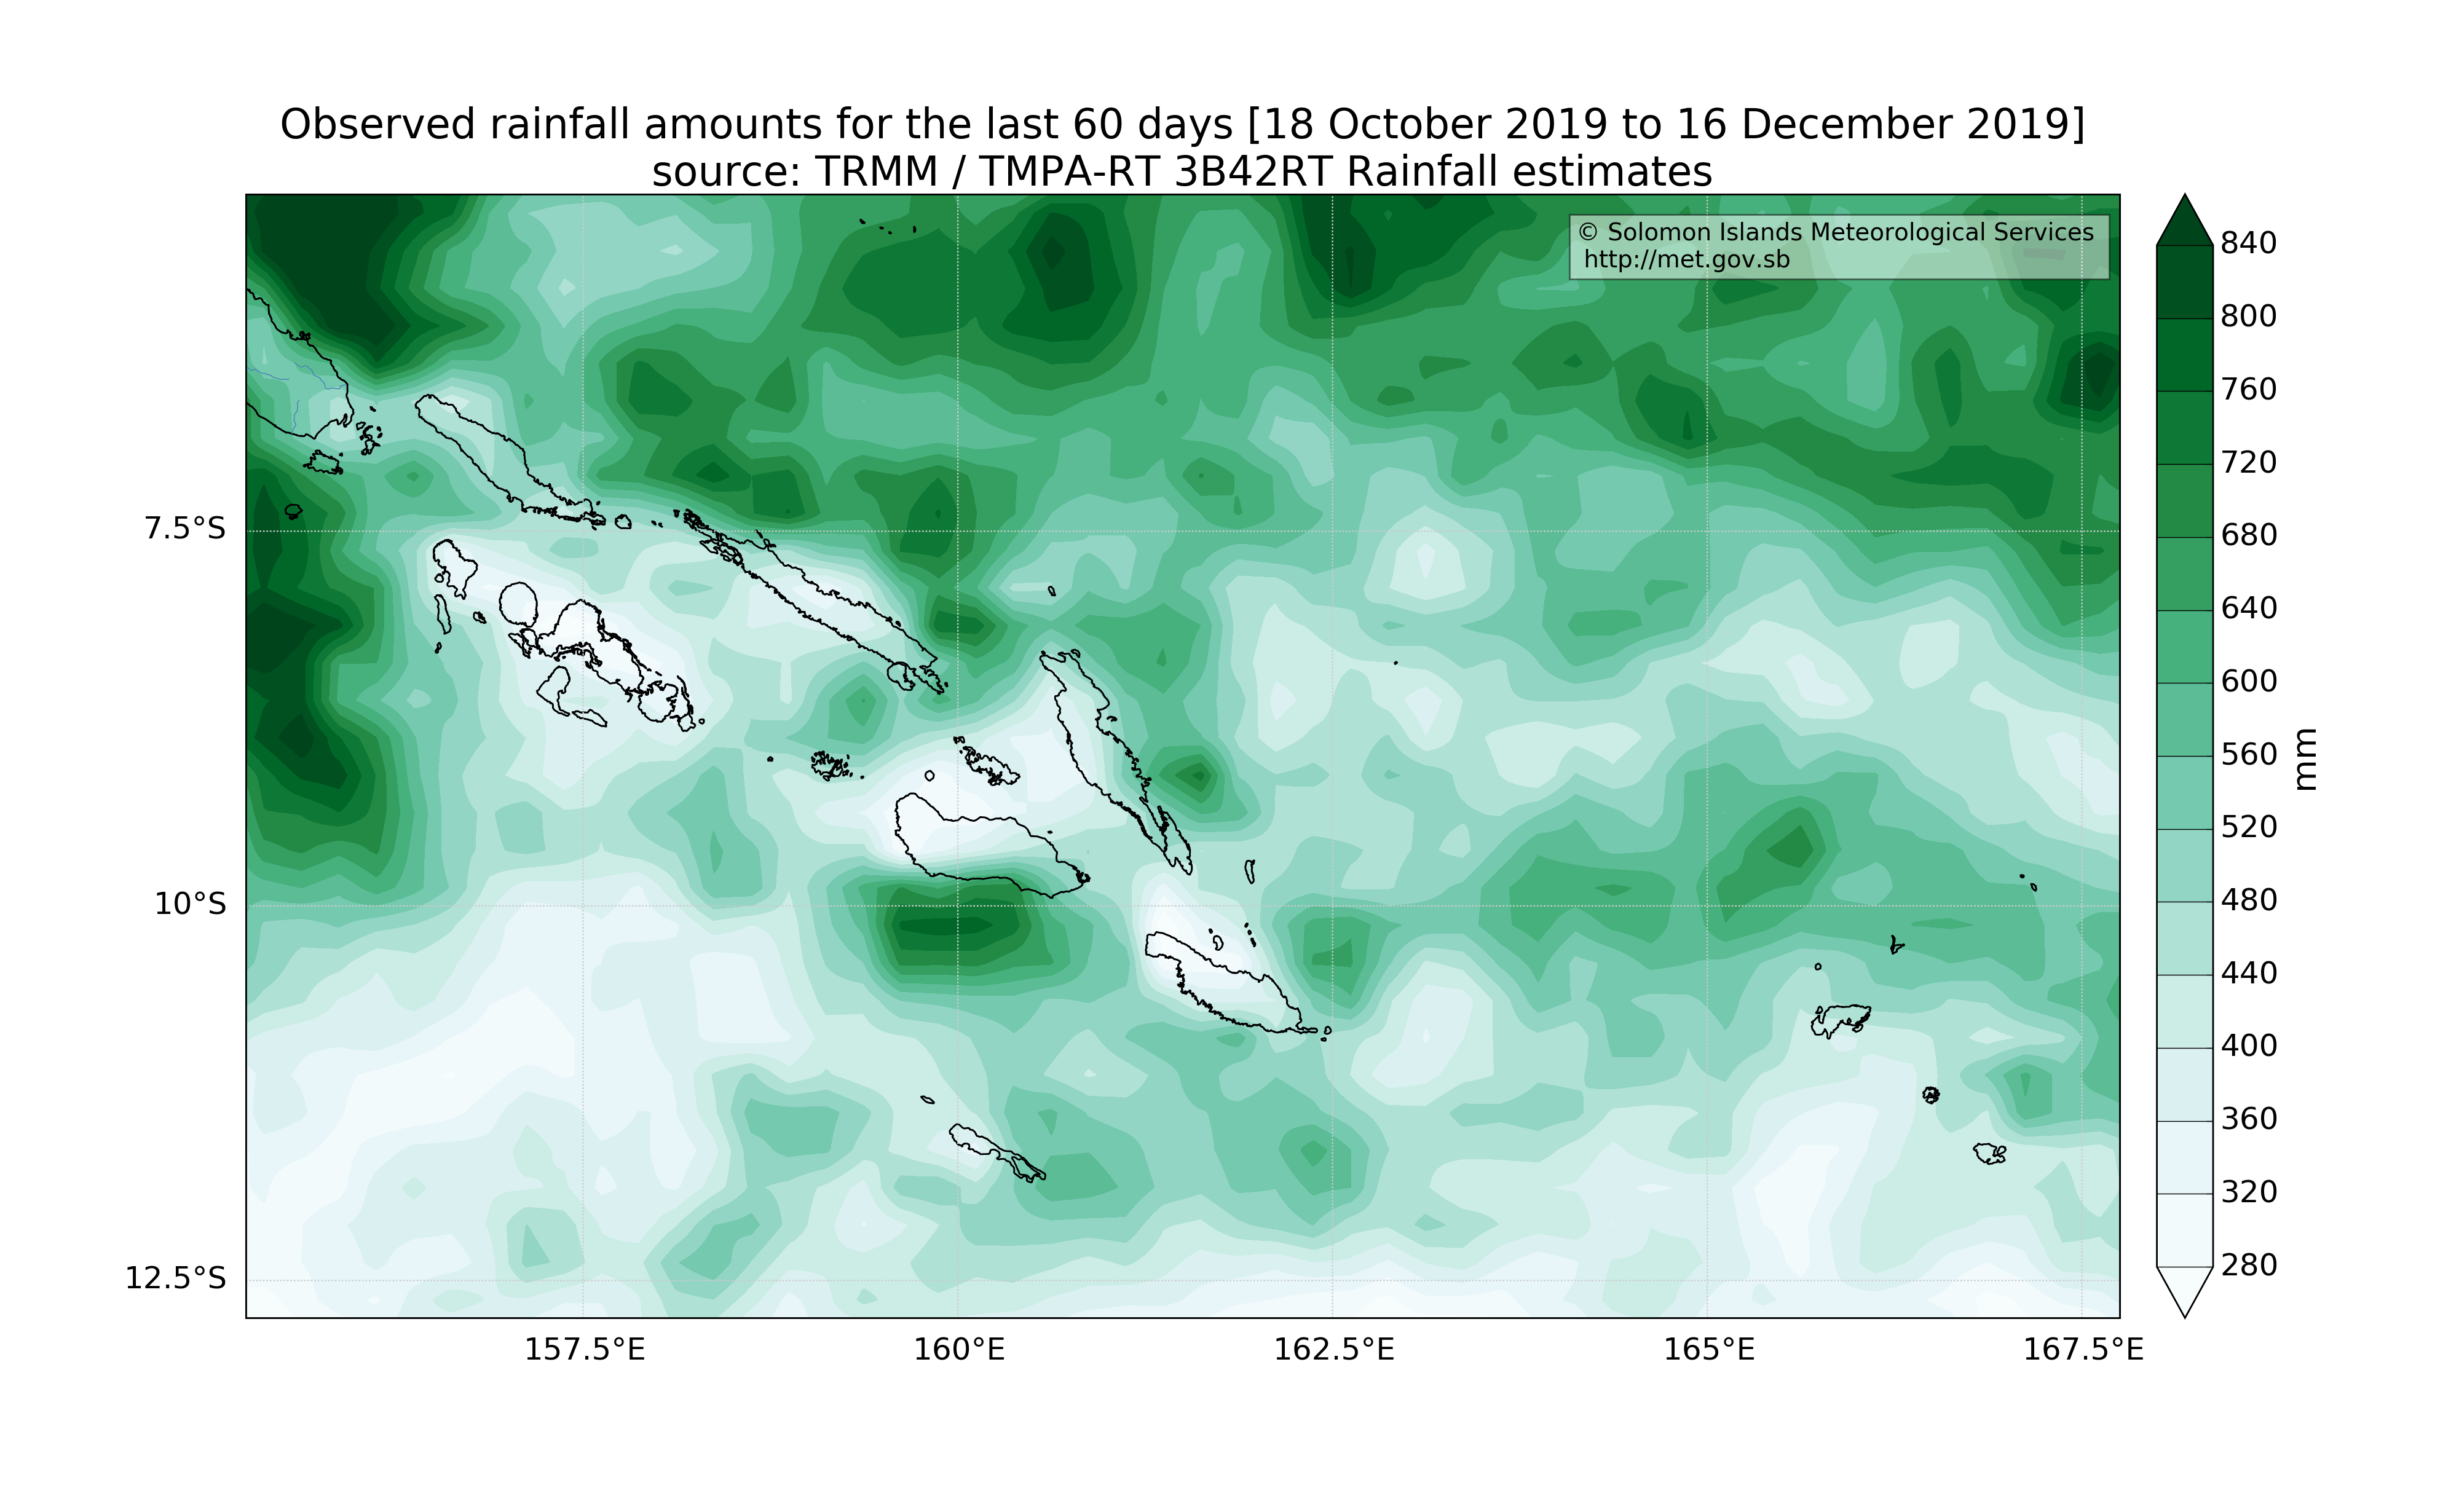 Observed rainfall amounts for the last 60 days [18 October 2019 to 16 December 2019]
source: TRMM / TMPA-RT 3B42RT Rainfall estimates
© Solomon Islands Meteorological Services
http://met.gov.sb
7.5°S
10°S
12.5°S
157.5°E
160°E
162.5°E
165°E
167.5°E
840
800
760
720
680
640
600
560
520
480
440
400
360
320
280
mm